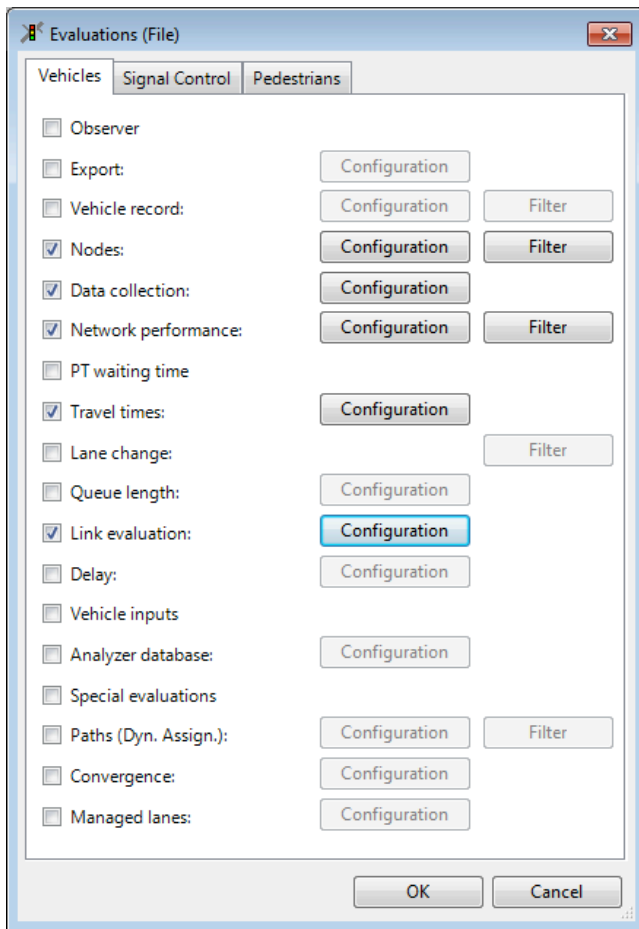 Evaluations (File)
Vehicles Signal Control Pedestrians
Observer
Export: Configuration
Vehicle record: Configuration Filter
Nodes: Configuration Filter
Data collection: Configuration
Network performance: Configuration Filter
PT waiting time
Travel times: Configuration
Lane change: Filter
Queue length: Configuration
Link evaluation: Configuration
Delay: Configuration
Vehicle inputs
Analyzer database: Configuration
Special evaluations
Paths (Dyn. Assign.): Configuration Filter
Convergence: Configuration
Managed lanes: Configuration
OK Cancel